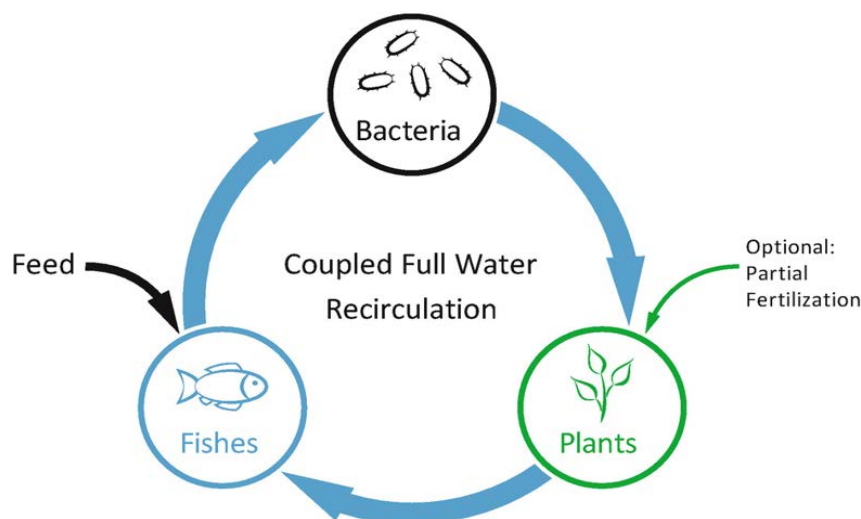 Bacteria
Feed
Coupled Full Water
Recirculation
Optional:
Partial
Fertilization
Fishes
Plants